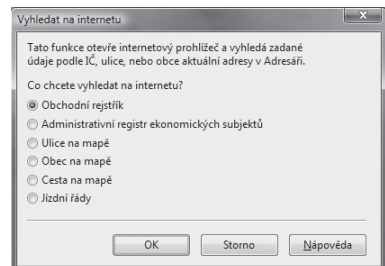 Vyhledat na internetu
Tato funkce otevře internetový prohlížeč a vyhledá zadané
údaje podle IČ, ulice, nebo obce aktuální adresy v Adresáři.
Co chcete vyhledat na internetu?
Obchodní rejstřík
Administrativní registr ekonomických subjektů
Ulice na mapě
Obec na mapě
Cesta na mapě
Jízdní řády
OK Storno Nápověda